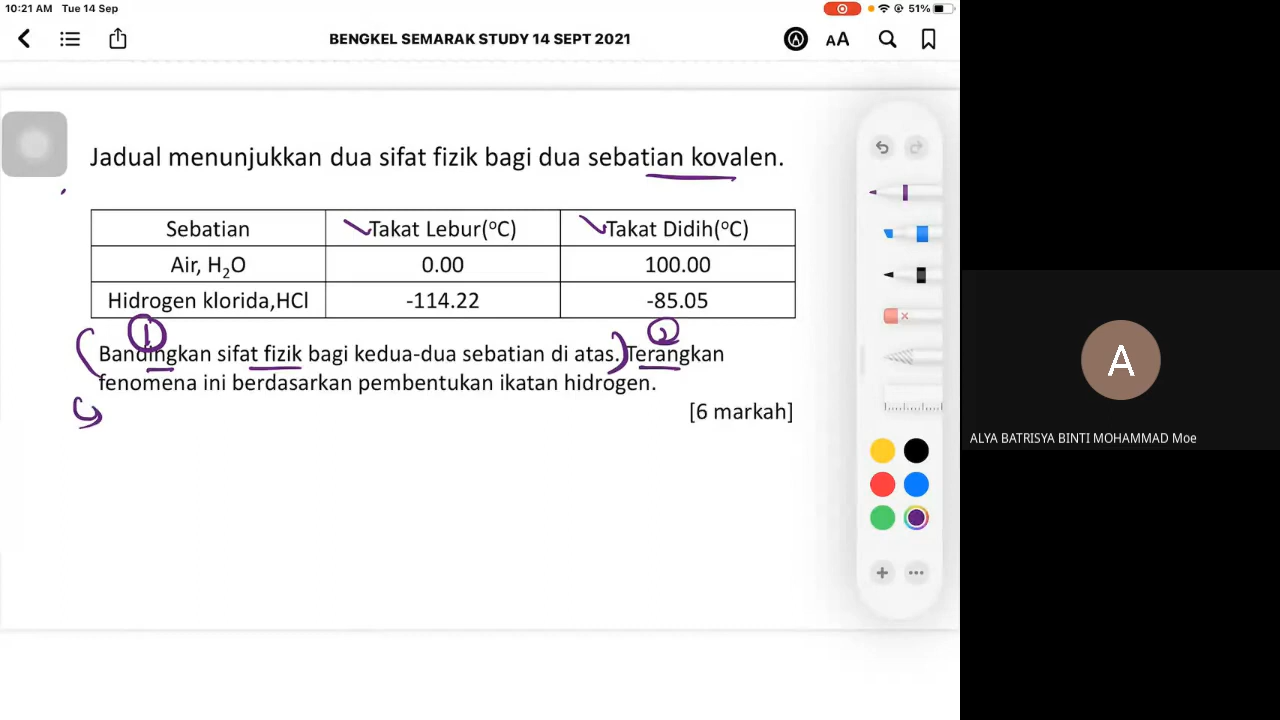 10:21 AM Tue 14 Sep
51%
BENGKEL SEMARAK STUDY 14 SEPT 2021
AA
Jadual menunjukkan dua sifat fizik bagi dua sebatian kovalen.
Sebatian Takat Lebur(°C) Takat Didih(°C)
Air, H₂O 0.00 100.00
Hidrogen klorida,HCl -114.22 -85.05
1 2
Bandingkan sifat fizik bagi kedua-dua sebatian di atas. Terangkan
fenomena ini berdasarkan pembentukan ikatan hidrogen.
[6 markah]
A
ALYA BATRISYA BINTI MOHAMMAD Moe